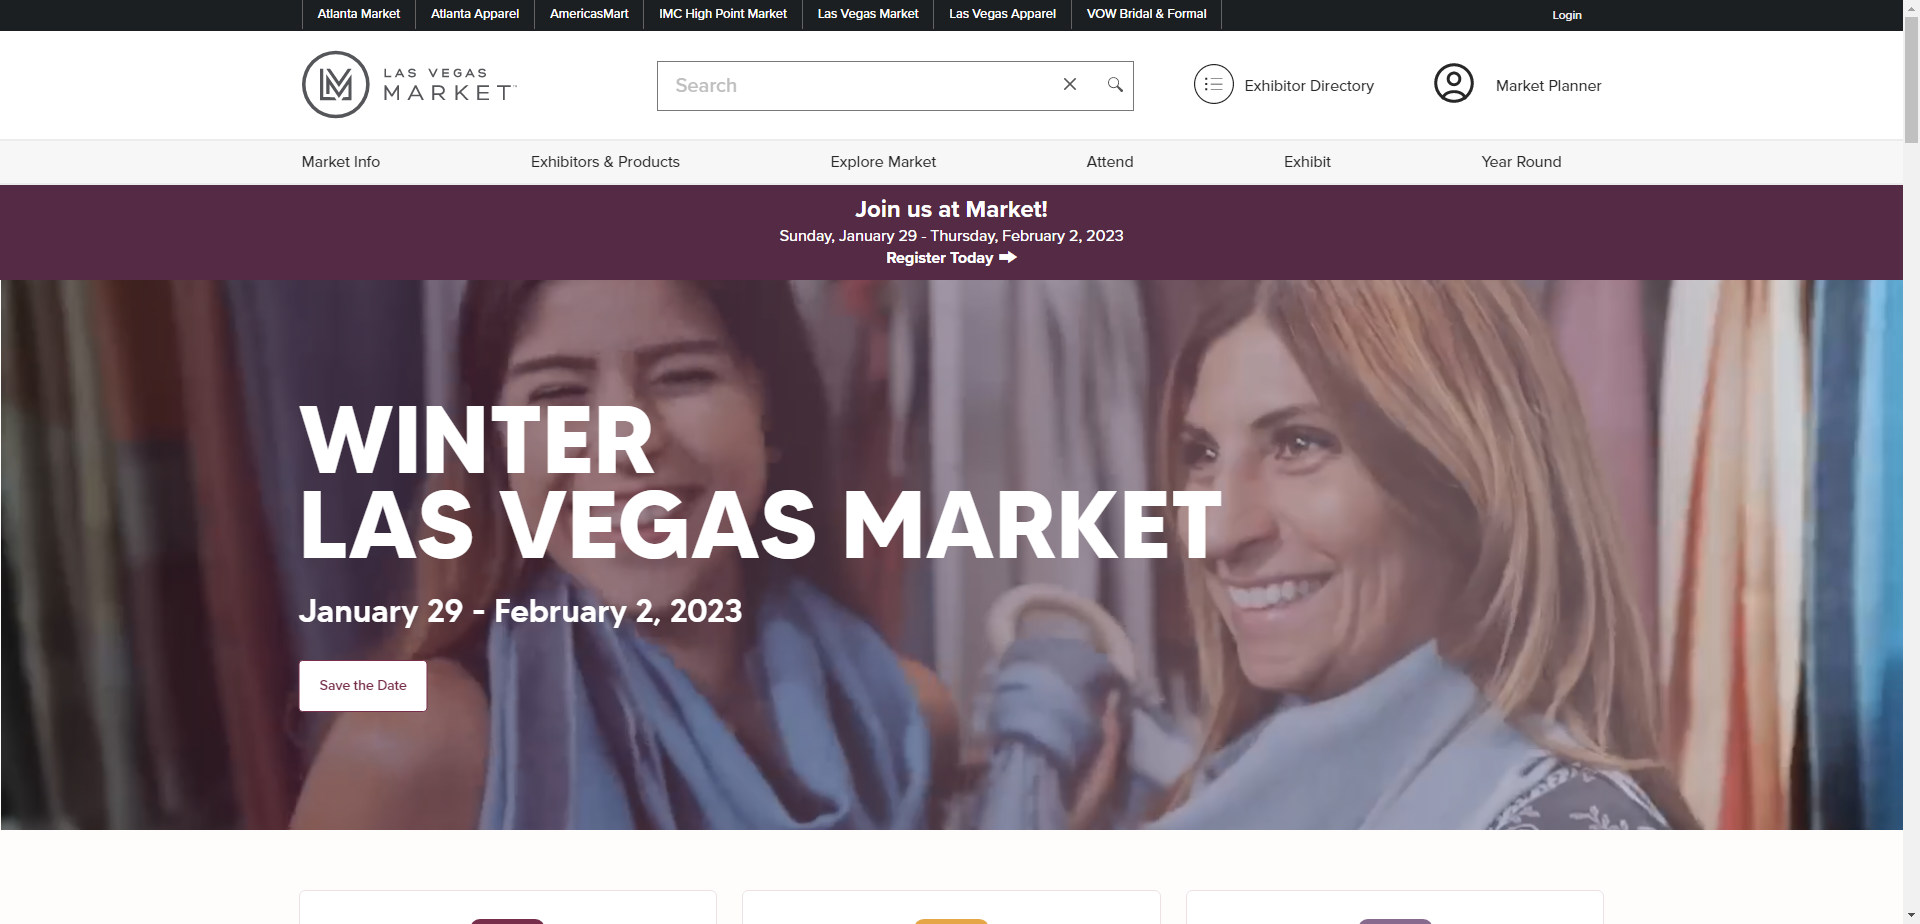 Atlanta Market
Atlanta Apparel
AmericasMart
IMC High Point Market
Las Vegas Market
Las Vegas Apparel
VOW Bridal & Formal
Login
LAS VEGAS
MARKET™
Search
Exhibitor Directory
Market Planner
Market Info
Exhibitors & Products
Explore Market
Attend
Exhibit
Year Round
Join us at Market!
Sunday, January 29 - Thursday, February 2, 2023
Register Today
WINTER
LAS VEGAS MARKET
January 29 - February 2, 2023
Save the Date